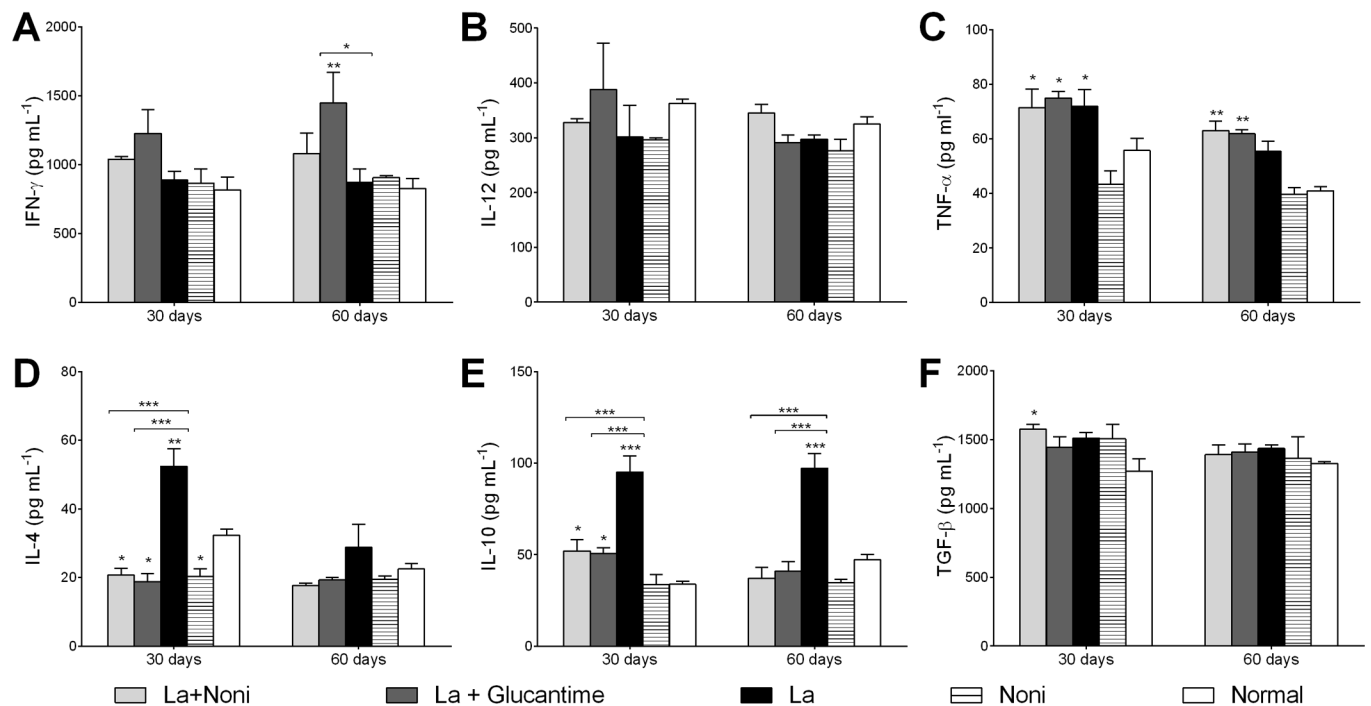 A
IFN-γ (pg mL⁻¹)
2000
1500
1000
500
0
*
**
30 days
60 days
B
IL-12 (pg mL⁻¹)
500
400
300
200
100
0
30 days
60 days
C
TNF-α (pg ml⁻¹)
100
80
60
40
20
0
* * *
** **
30 days
60 days
D
IL-4 (pg mL⁻¹)
80
60
40
20
0
***
***
**
* * *
30 days
60 days
E
IL-10 (pg mL⁻¹)
150
100
50
0
*** ***
*** ***
*** ***
* *
30 days
60 days
F
TGF-β (pg mL⁻¹)
2000
1500
1000
500
0
*
30 days
60 days
La+Noni
La + Glucantime
La
Noni
Normal